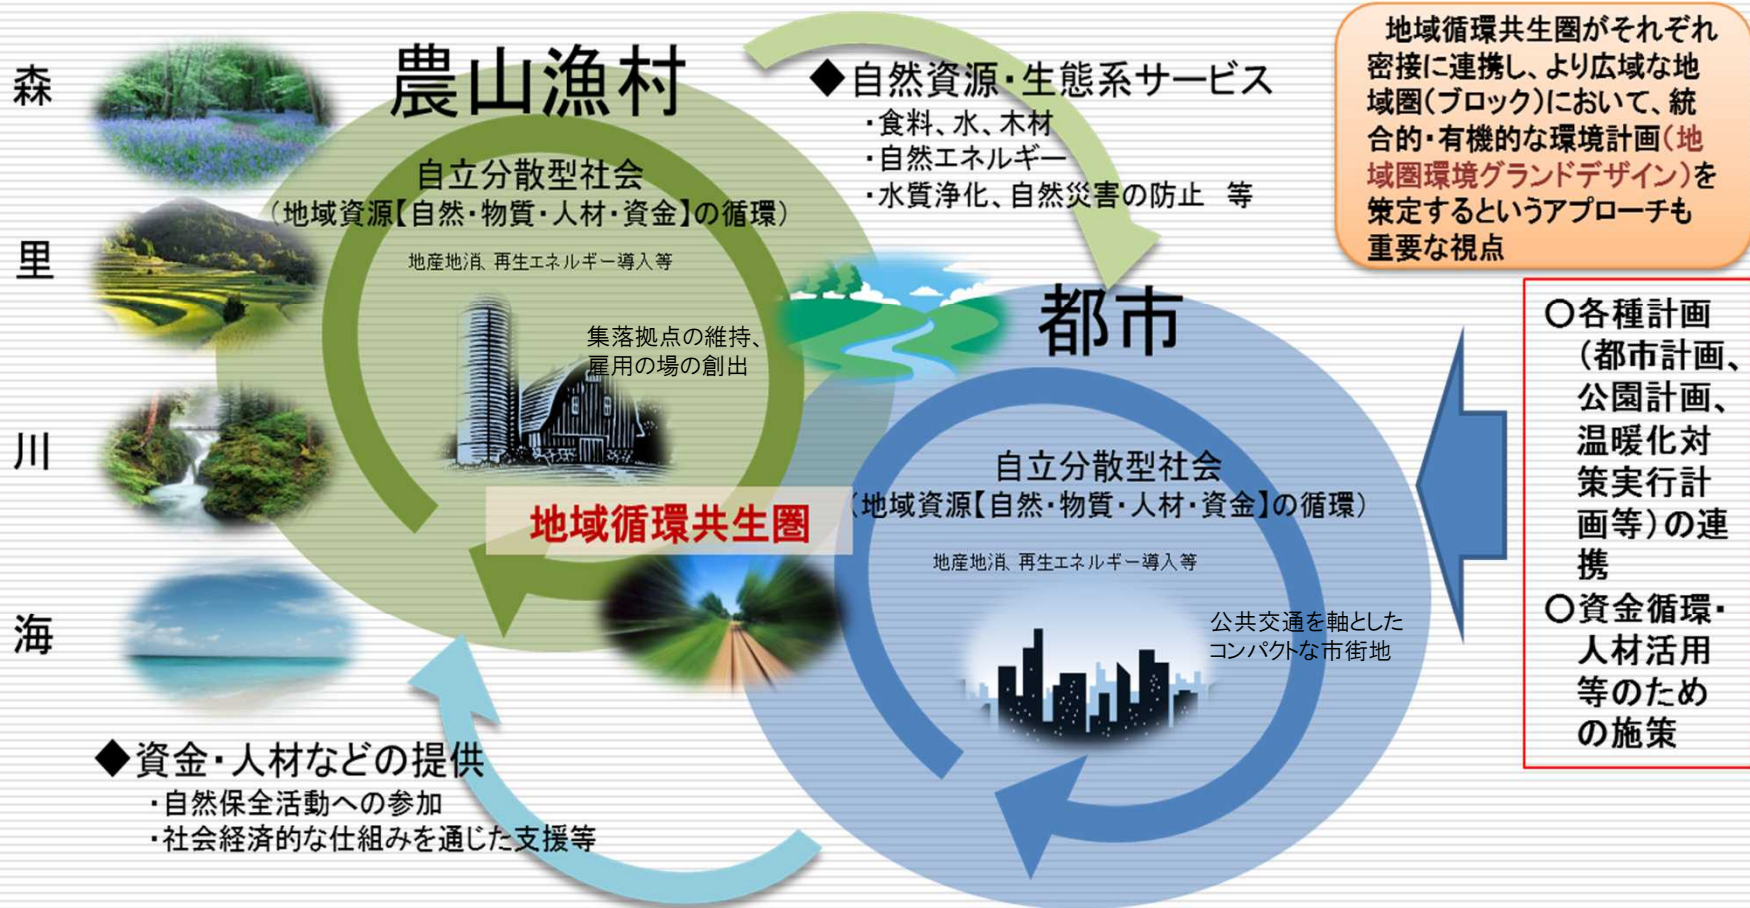 森
里
川
海
農山漁村
自立分散型社会
（地域資源【自然・物質・人材・資金】の循環）
地産地消、再生エネルギー導入等
集落拠点の維持、
雇用の場の創出
◆自然資源・生態系サービス
・食料、水、木材
・自然エネルギー
・水質浄化、自然災害の防止　等
地域循環共生圏がそれぞれ
密接に連携し、より広域な地
域圏（ブロック）において、統
合的・有機的な環境計画（地
域圏環境グランドデザイン）を
策定するというアプローチも
重要な視点
都市
自立分散型社会
（地域資源【自然・物質・人材・資金】の循環）
地産地消、再生エネルギー導入等
公共交通を軸とした
コンパクトな市街地
地域循環共生圏
◆資金・人材などの提供
・自然保全活動への参加
・社会経済的な仕組みを通じた支援等
○各種計画
（都市計画、
公園計画、
温暖化対
策実行計
画等）の連
携
○資金循環・
人材活用
等のため
の施策